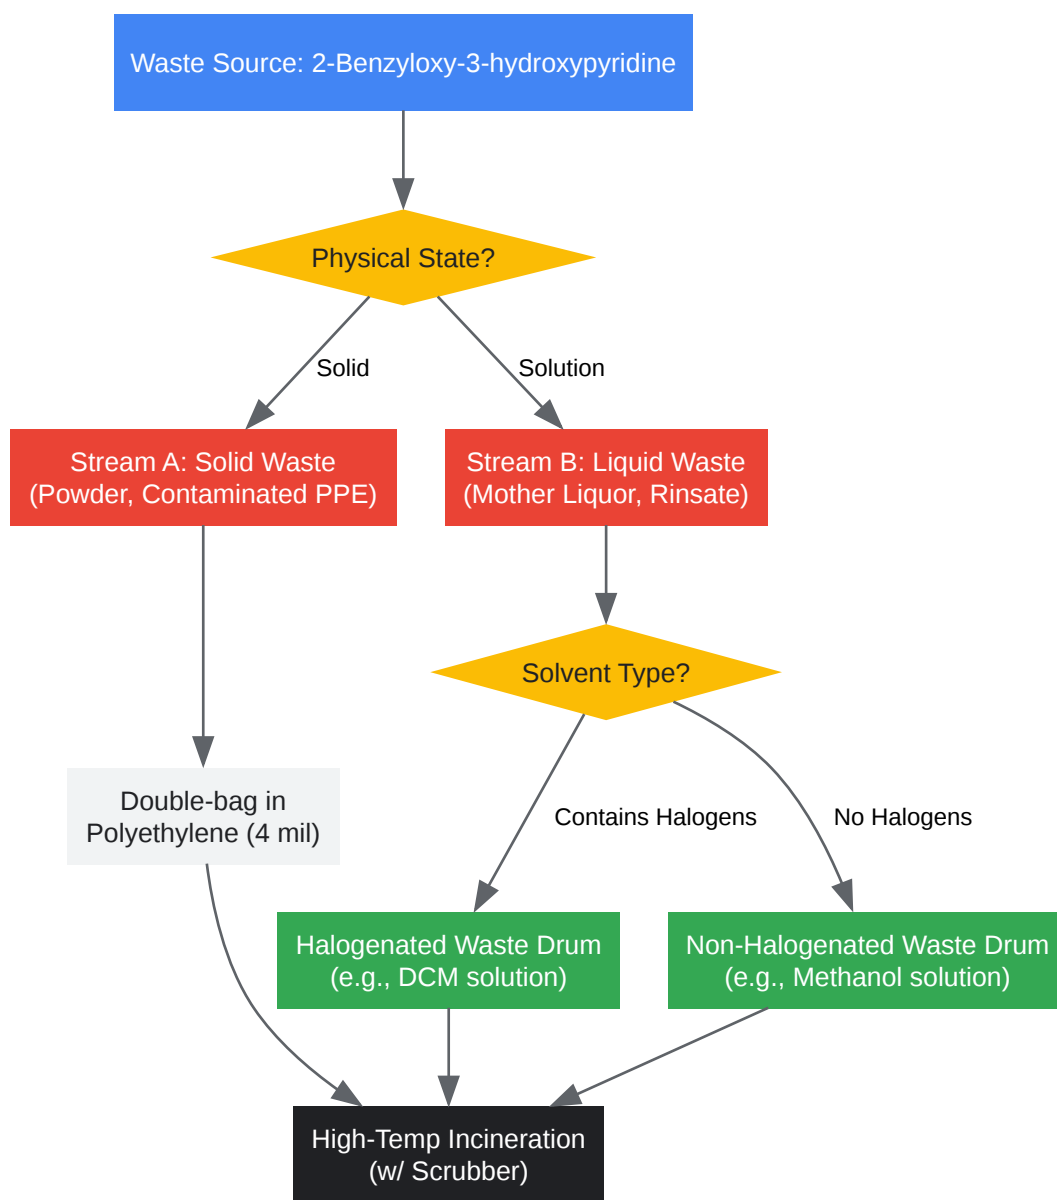 Waste Source: 2-Benzyloxy-3-hydroxypyridine
Physical State?
Solid
Solution
Stream A: Solid Waste
(Powder, Contaminated PPE)
Stream B: Liquid Waste
(Mother Liquor, Rinsate)
Solvent Type?
Double-bag in
Polyethylene (4 mil)
Contains Halogens
No Halogens
Halogenated Waste Drum
(e.g., DCM solution)
Non-Halogenated Waste Drum
(e.g., Methanol solution)
High-Temp Incineration
(w/ Scrubber)